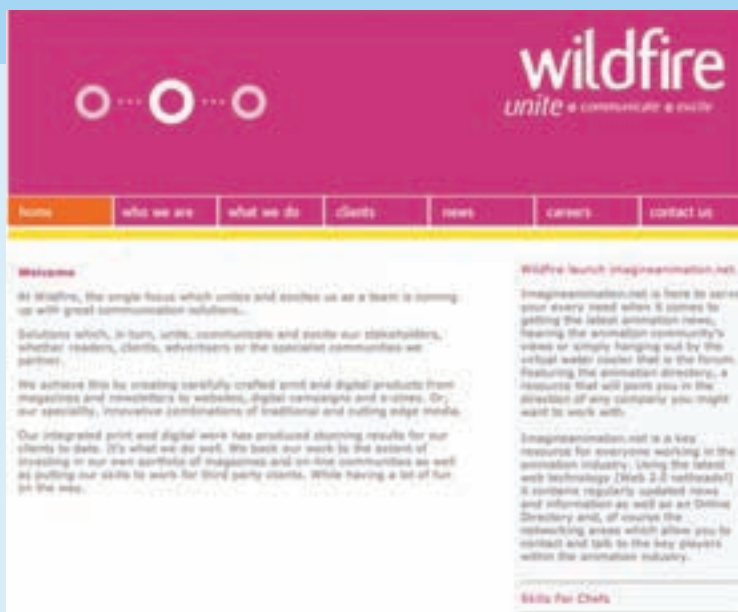 wildfire
unite • communicate • excite
home
who we are
what we do
clients
news
careers
contact us
Welcome
At Wildfire, the single focus which unites and excites us as a team is coming
up with great communication solutions.
Solutions which, in turn, unite, communicate and excite our stakeholders,
whether readers, clients, advertisers or the specialist communities we
partner.
We achieve this by creating carefully crafted print and digital products from
magazines and newsletters to websites, digital campaigns and e-zines. Or,
our speciality, innovative combinations of traditional and cutting edge media.
Our integrated print and digital work has produced stunning results for our
clients to date. It's what we do well. We back our work to the extent of
investing in our own portfolio of magazines and on-line communities as well
as putting our skills to work for third party clients. While having a lot of fun
on the way.
Wildfire launch imagineanimation.net
Imagineanimation.net is here to serve
your every need when it comes to
getting the latest animation news,
hearing the animation community's
views or simply hanging out by the
virtual water cooler that is the forum.
Featuring the animation directory, a
resource that will point you in the
direction of any company you might
want to work with.
Imagineanimation.net is a key
resource for everyone working in the
animation industry. Using the latest
web technology (Web 2.0 netheads!)
it contains regularly updated news
and information as well as an Online
Directory and, of course the
networking areas which allow you to
contact and talk to the key players
within the animation industry.
Skills For Chefs